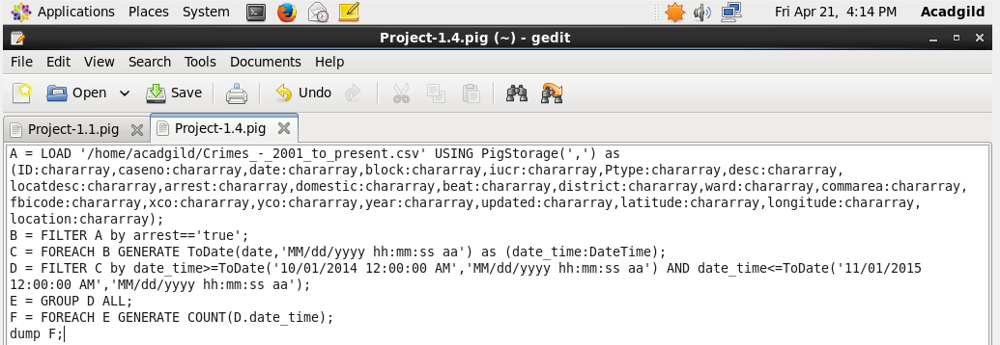 Applications Places System Fri Apr 21, 4:14 PM Acadgild
Project-1.4.pig (~) - gedit
File Edit View Search Tools Documents Help
Open Save Undo
Project-1.1.pig Project-1.4.pig
A = LOAD '/home/acadgild/Crimes_-_2001_to_present.csv' USING PigStorage(',') as
(ID:chararray,caseno:chararray,date:chararray,block:chararray,iucr:chararray,Ptype:chararray,desc:chararray,
locatdesc:chararray,arrest:chararray,domestic:chararray,beat:chararray,district:chararray,ward:chararray,commarea:chararray,
fbicode:chararray,xco:chararray,yco:chararray,year:chararray,updated:chararray,latitude:chararray,longitude:chararray,
location:chararray);
B = FILTER A by arrest=='true';
C = FOREACH B GENERATE ToDate(date,'MM/dd/yyyy hh:mm:ss aa') as (date_time:DateTime);
D = FILTER C by date_time>=ToDate('10/01/2014 12:00:00 AM','MM/dd/yyyy hh:mm:ss aa') AND date_time<=ToDate('11/01/2015
12:00:00 AM','MM/dd/yyyy hh:mm:ss aa');
E = GROUP D ALL;
F = FOREACH E GENERATE COUNT(D.date_time);
dump F;